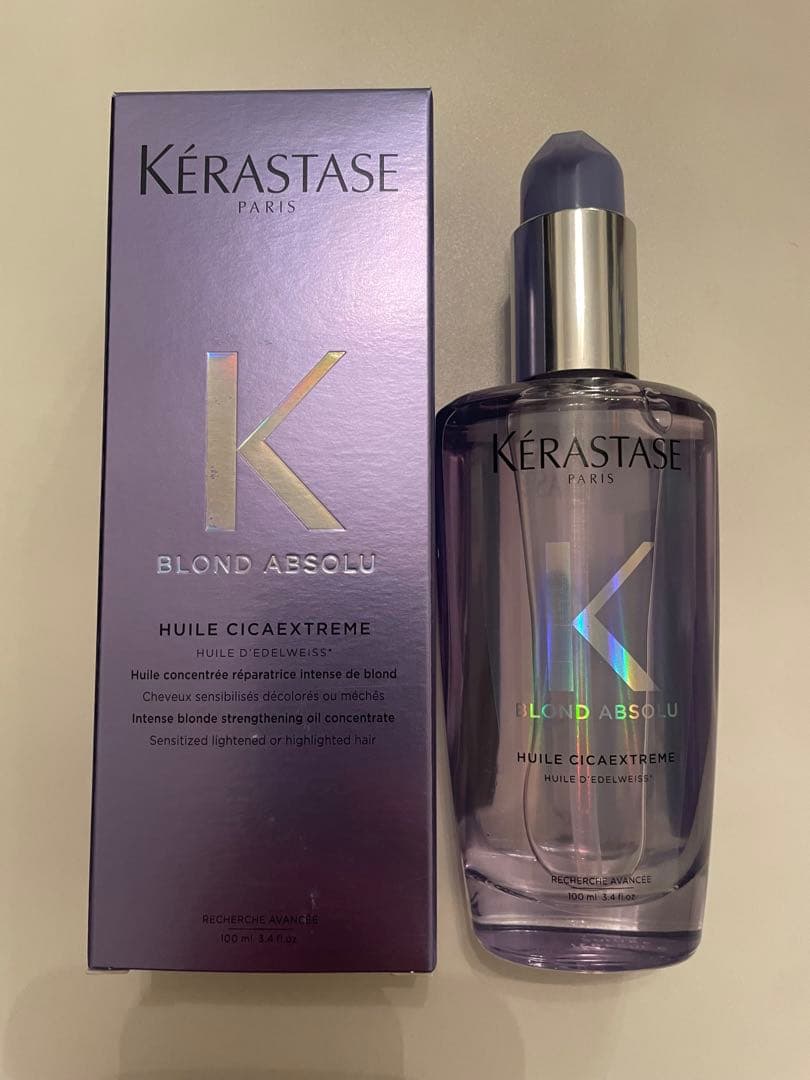 KÉRASTASE
PARIS
K
BLOND ABSOLU
HUILE CICAEXTREME
HUILE D'EDELWEISS*
Huile concentrée réparatrice intense de blond
Cheveux sensibilisés décolorés ou méchés
Intense blonde strengthening oil concentrate
Sensitized lightened or highlighted hair
RECHERCHE AVANCÉE
100 ml 3.4 fl oz
KÉRASTASE
PARIS
K
BLOND ABSOLU
HUILE CICAEXTREME
HUILE D'EDELWEISS*
RECHERCHE AVANCÉE
100 ml 3.4 fl oz